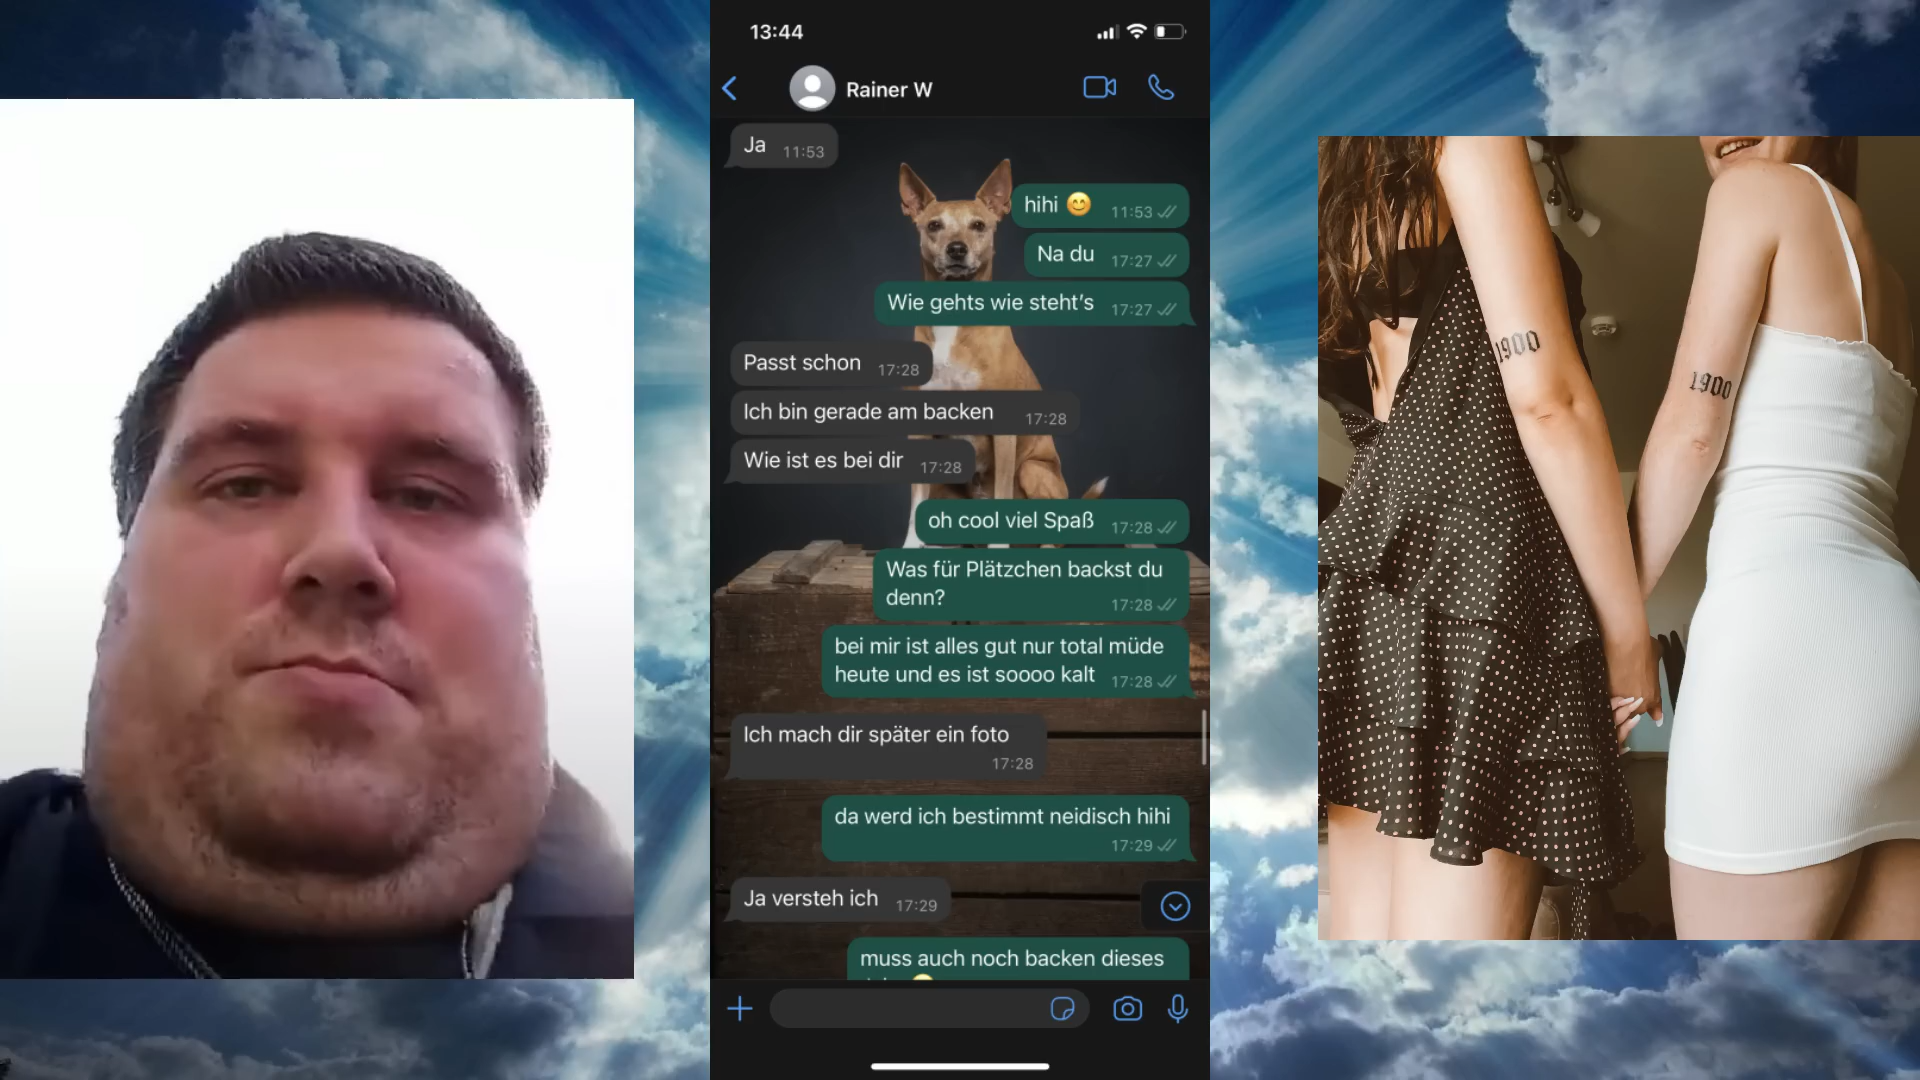 13:44
Rainer W
Ja 11:53
hihi 😊 11:53
Na du 17:27
Wie gehts wie steht's 17:27
Passt schon 17:28
Ich bin gerade am backen 17:28
Wie ist es bei dir 17:28
oh cool viel Spaß 17:28
Was für Plätzchen backst du
denn? 17:28
bei mir ist alles gut nur total müde
heute und es ist soooo kalt 17:28
Ich mach dir später ein foto
17:28
da werd ich bestimmt neidisch hihi
17:29
Ja versteh ich 17:29
muss auch noch backen dieses
1900
1900